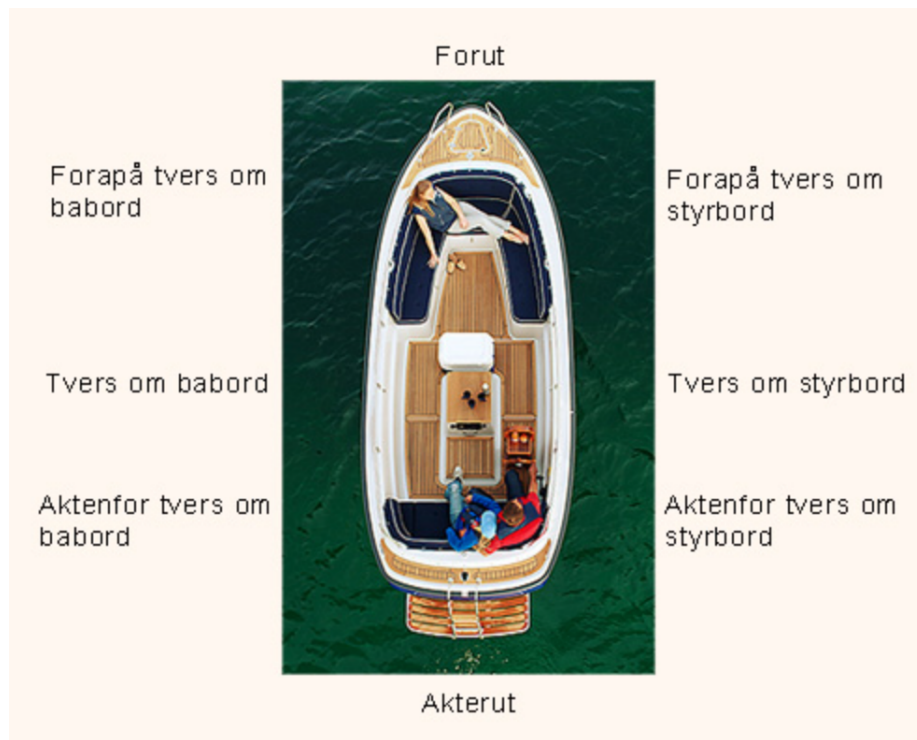 Forut
Forapå tvers om
babord
Forapå tvers om
styrbord
Tvers om babord
Tvers om styrbord
Aktenfor tvers om
babord
Aktenfor tvers om
styrbord
Akterut